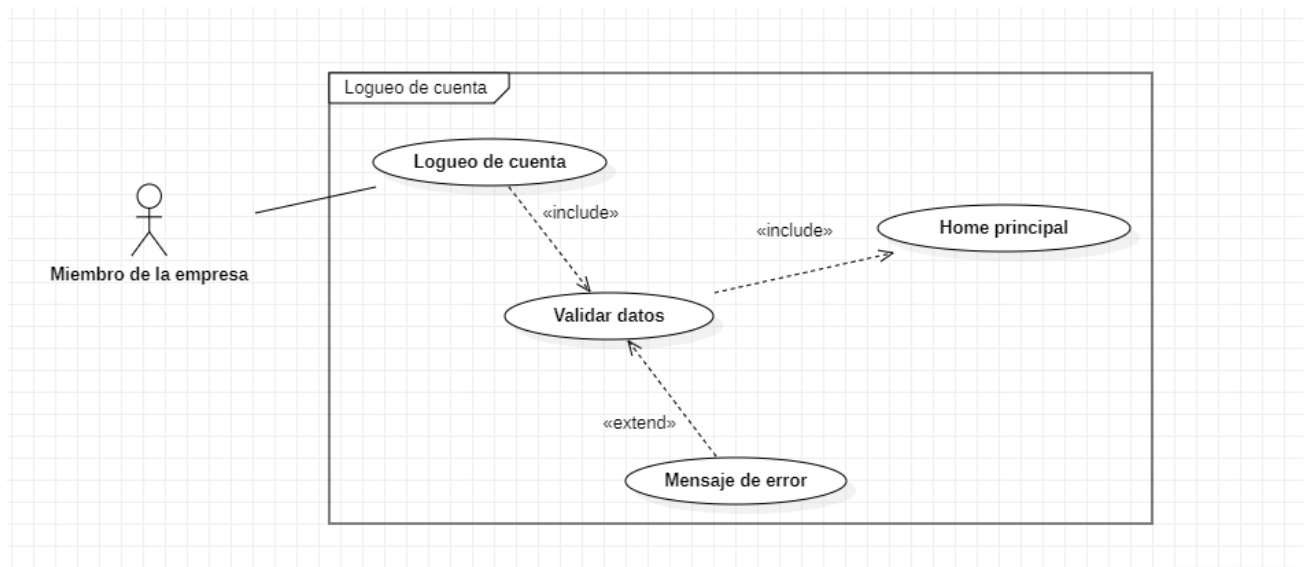 Logueo de cuenta
Logueo de cuenta
«include»
Home principal
«include»
Miembro de la empresa
Validar datos
«extend»
Mensaje de error